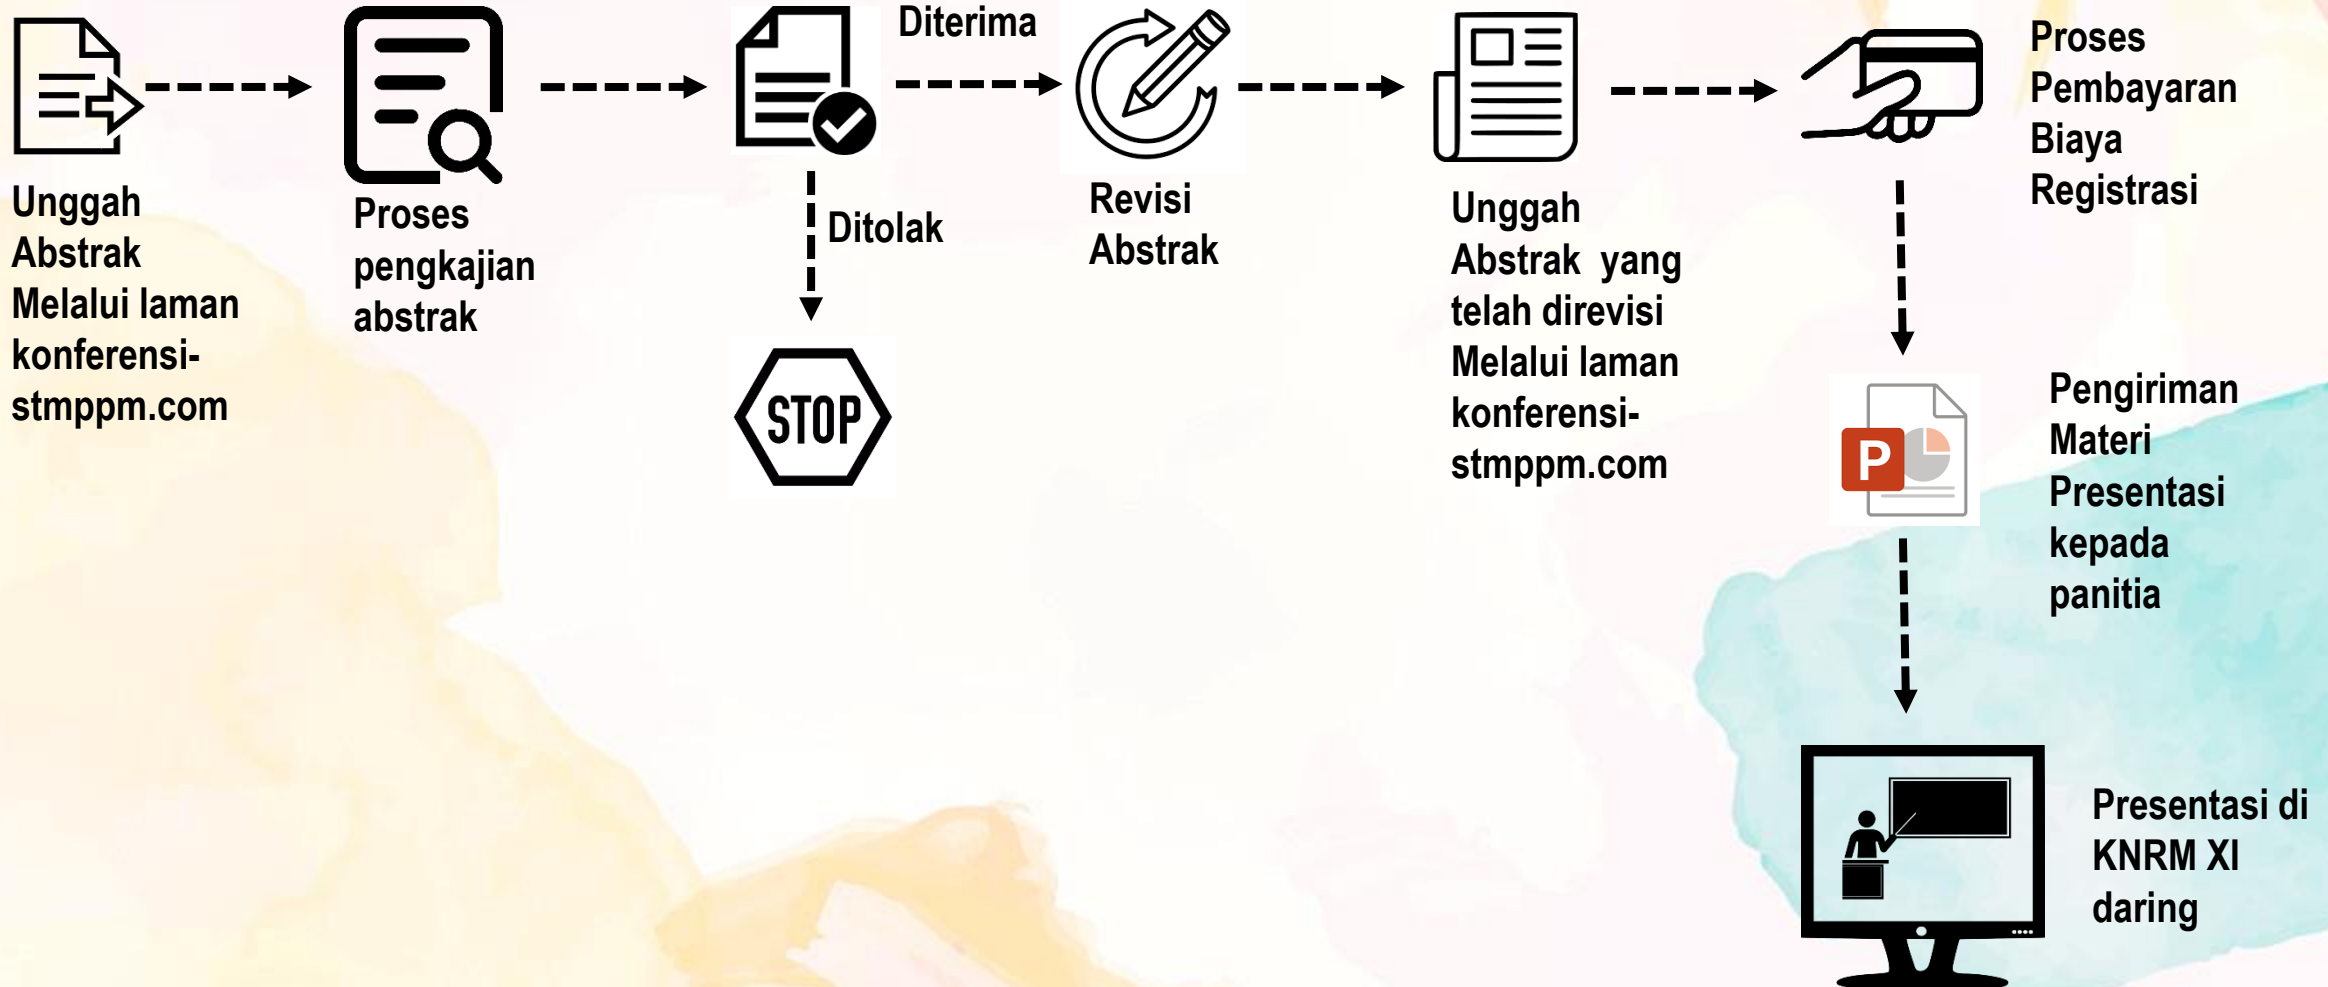 Unggah
Abstrak
Melalui laman
konferensi-
stmppm.com
Proses
pengkajian
abstrak
Diterima
Ditolak
STOP
Revisi
Abstrak
Unggah
Abstrak  yang
telah direvisi
Melalui laman
konferensi-
stmppm.com
Proses
Pembayaran
Biaya
Registrasi
P
Pengiriman
Materi
Presentasi
kepada
panitia
Presentasi di
KNRM XI
daring